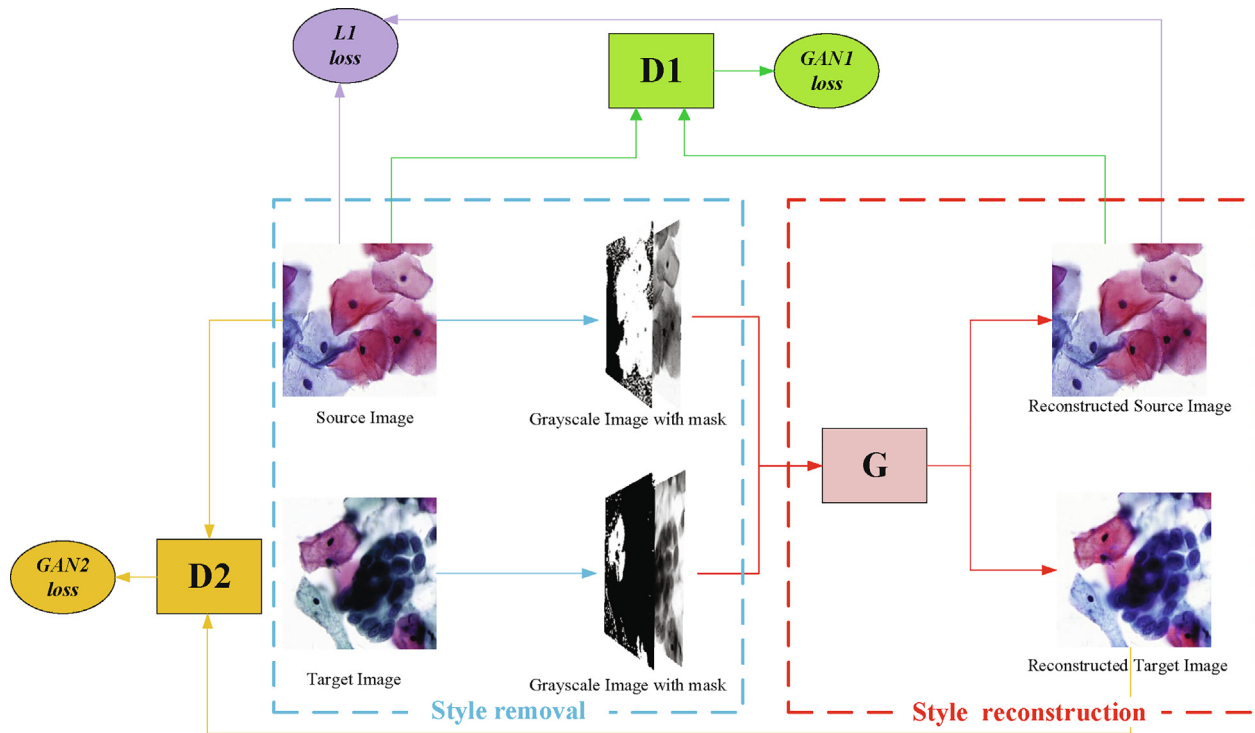 L1
loss
D1
GAN1
loss
Source Image
Grayscale Image with mask
Reconstructed Source Image
G
GAN2
loss
D2
Target Image
Grayscale Image with mask
Reconstructed Target Image
Style removal
Style reconstruction